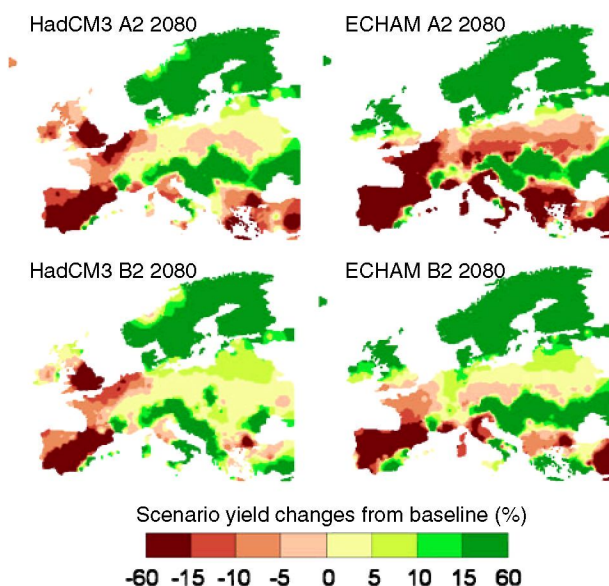 HadCM3 A2 2080
ECHAM A2 2080
HadCM3 B2 2080
ECHAM B2 2080
Scenario yield changes from baseline (%)
-60 -15 -10 -5 0 5 10 15 60